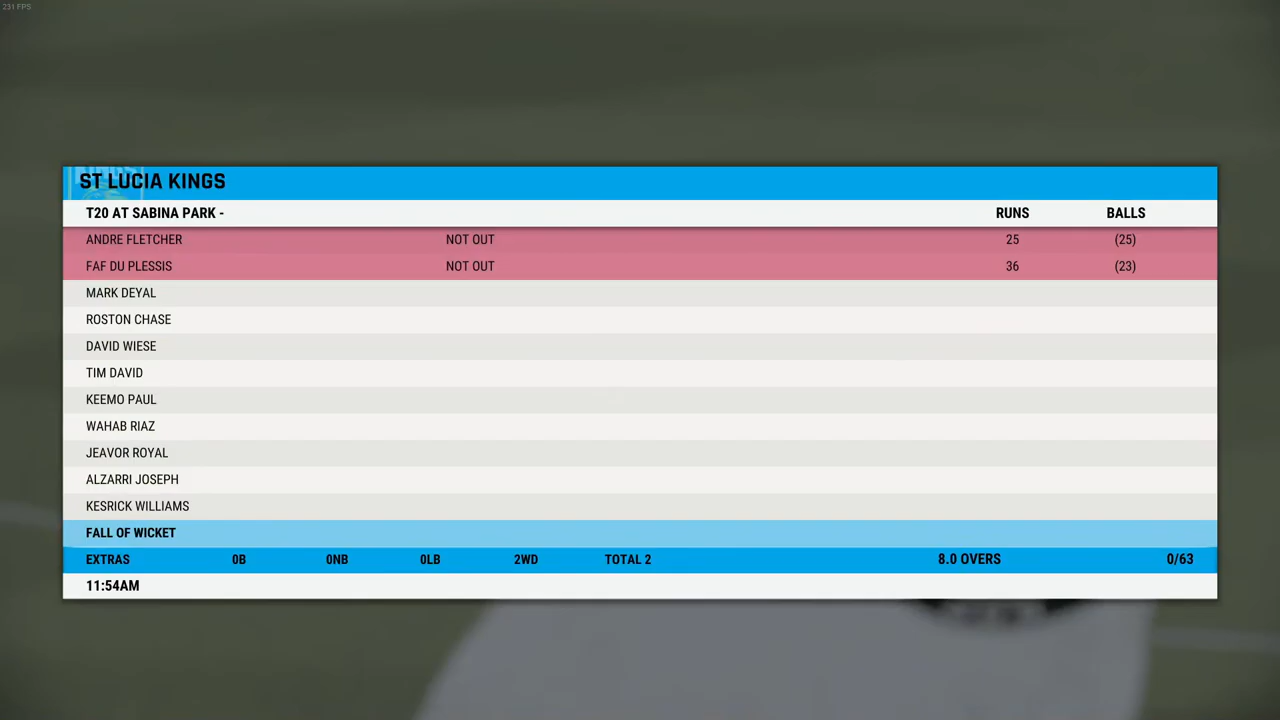 231 FPS
ST LUCIA KINGS
T20 AT SABINA PARK - RUNS BALLS
ANDRE FLETCHER NOT OUT 25 (25)
FAF DU PLESSIS NOT OUT 36 (23)
MARK DEYAL
ROSTON CHASE
DAVID WIESE
TIM DAVID
KEEMO PAUL
WAHAB RIAZ
JEAVOR ROYAL
ALZARRI JOSEPH
KESRICK WILLIAMS
FALL OF WICKET
EXTRAS 0B 0NB 0LB 2WD TOTAL 2 8.0 OVERS 0/63
11:54AM